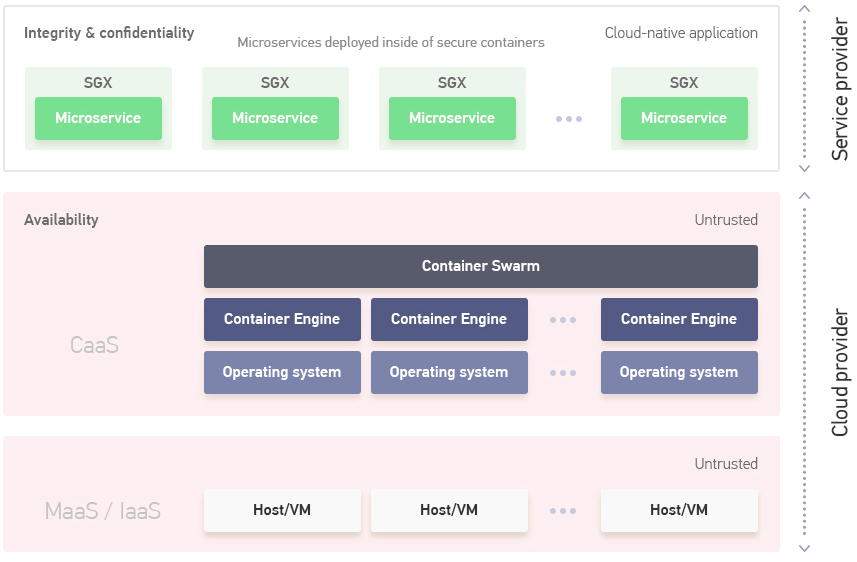 Integrity & confidentiality
Microservices deployed inside of secure containers
Cloud-native application
SGX
Microservice
SGX
Microservice
SGX
Microservice
SGX
Microservice
Service provider
Availability
Untrusted
CaaS
Container Swarm
Container Engine
Container Engine
Container Engine
Operating system
Operating system
Operating system
Cloud provider
Untrusted
MaaS / IaaS
Host/VM
Host/VM
Host/VM